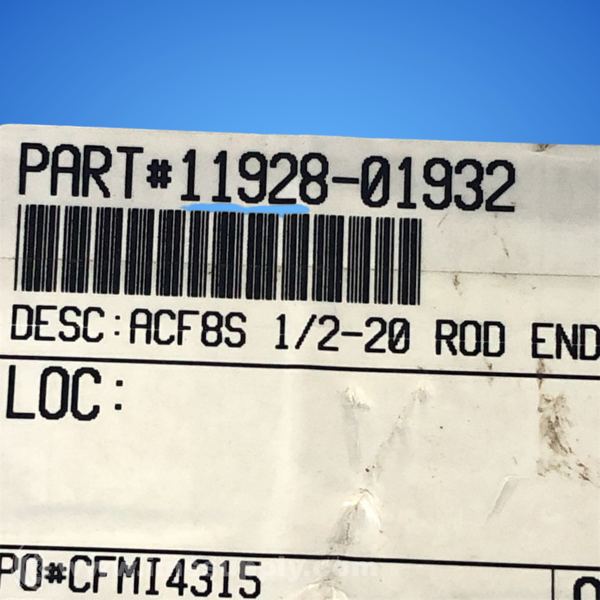 PART#11928-01932
DESC:ACF8S 1/2-20 ROD END
LOC:
PO#CFMI4315